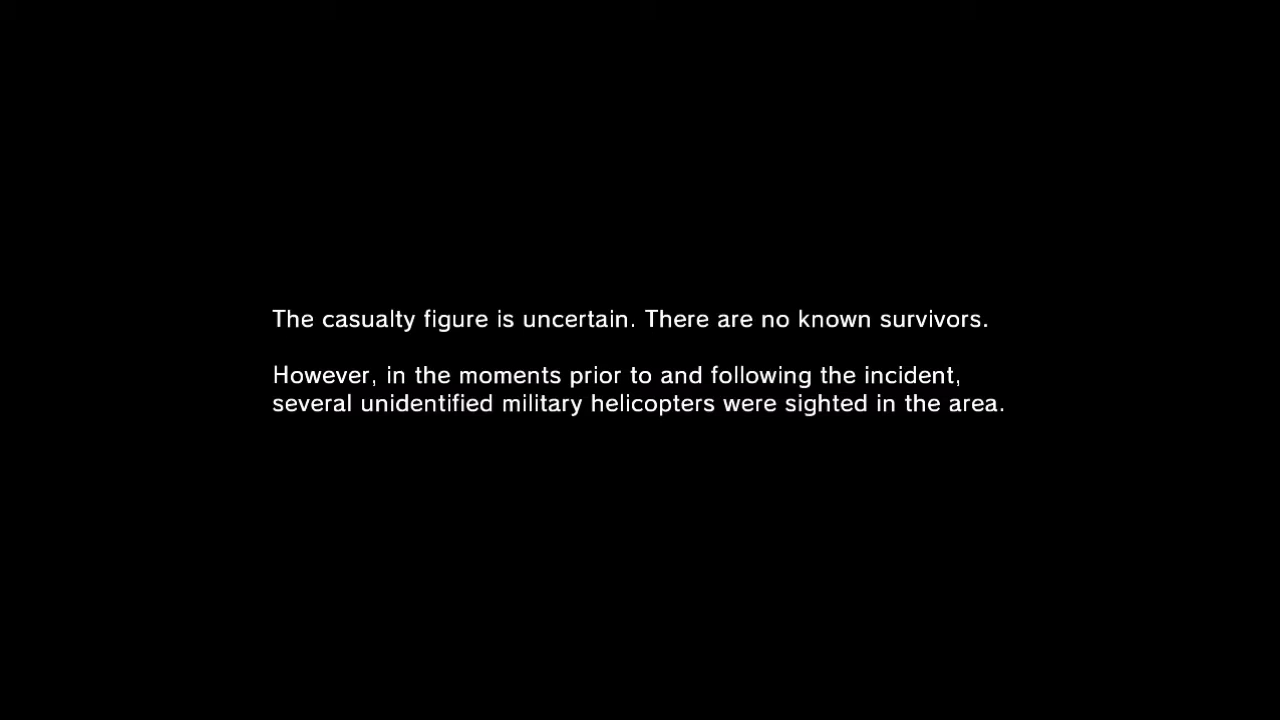 The casualty figure is uncertain. There are no known survivors.
However, in the moments prior to and following the incident,
several unidentified military helicopters were sighted in the area.